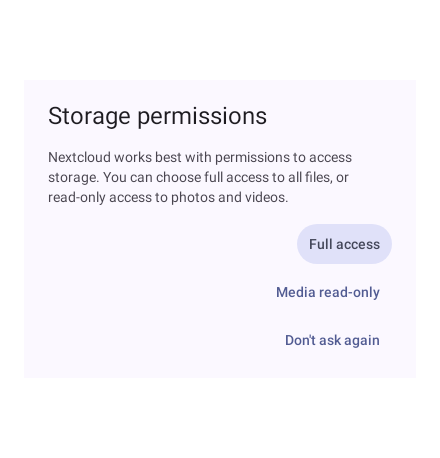 Storage permissions
Nextcloud works best with permissions to access
storage. You can choose full access to all files, or
read-only access to photos and videos.
Full access
Media read-only
Don't ask again